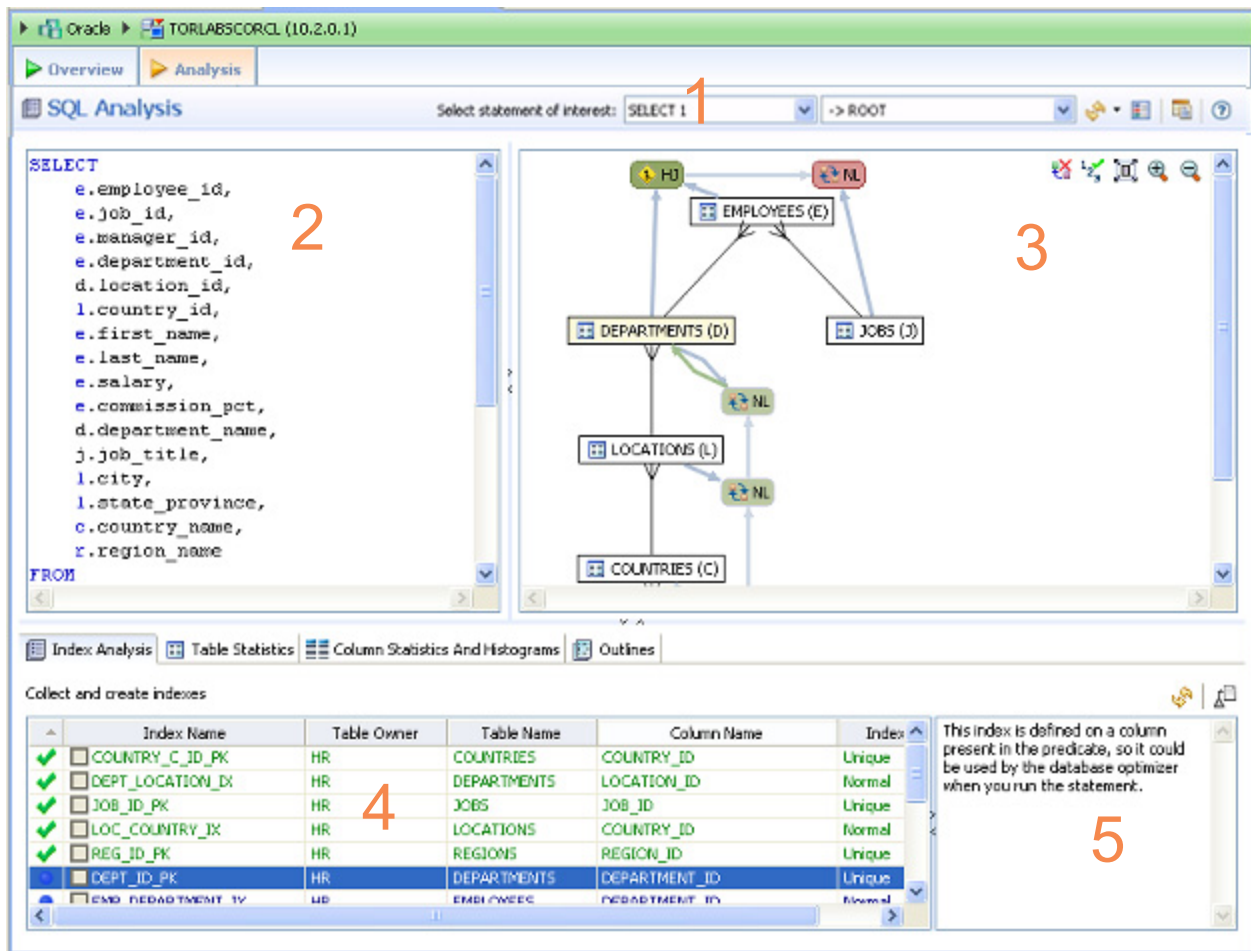 Oracle TORLABSCORCL (10.2.0.1)
Overview Analysis
SQL Analysis Select statement of interest: SELECT 1 -> ROOT
1
SELECT
e.employee_id,
e.job_id,
e.manager_id,
e.department_id,
d.location_id,
l.country_id,
e.first_name,
e.last_name,
e.salary,
e.commission_pct,
d.department_name,
j.job_title,
l.city,
l.state_province,
c.country_name,
r.region_name
FROM
2
HJ NL
EMPLOYEES (E)
3
DEPARTMENTS (D) JOBS (J)
NL
LOCATIONS (L)
NL
COUNTRIES (C)
Index Analysis Table Statistics Column Statistics And Histograms Outlines
Collect and create indexes
Index Name Table Owner Table Name Column Name Index
COUNTRY_C_ID_PK HR COUNTRIES COUNTRY_ID Unique
DEPT_LOCATION_IX HR DEPARTMENTS LOCATION_ID Normal
JOB_ID_PK HR JOBS JOB_ID Unique
LOC_COUNTRY_IX HR LOCATIONS COUNTRY_ID Normal
REG_ID_PK HR REGIONS REGION_ID Unique
DEPT_ID_PK HR DEPARTMENTS DEPARTMENT_ID Unique
EMP_DEPARTMENT_IX HR EMPLOYEES DEPARTMENT_ID Normal
4
This index is defined on a column
present in the predicate, so it could
be used by the database optimizer
when you run the statement.
5